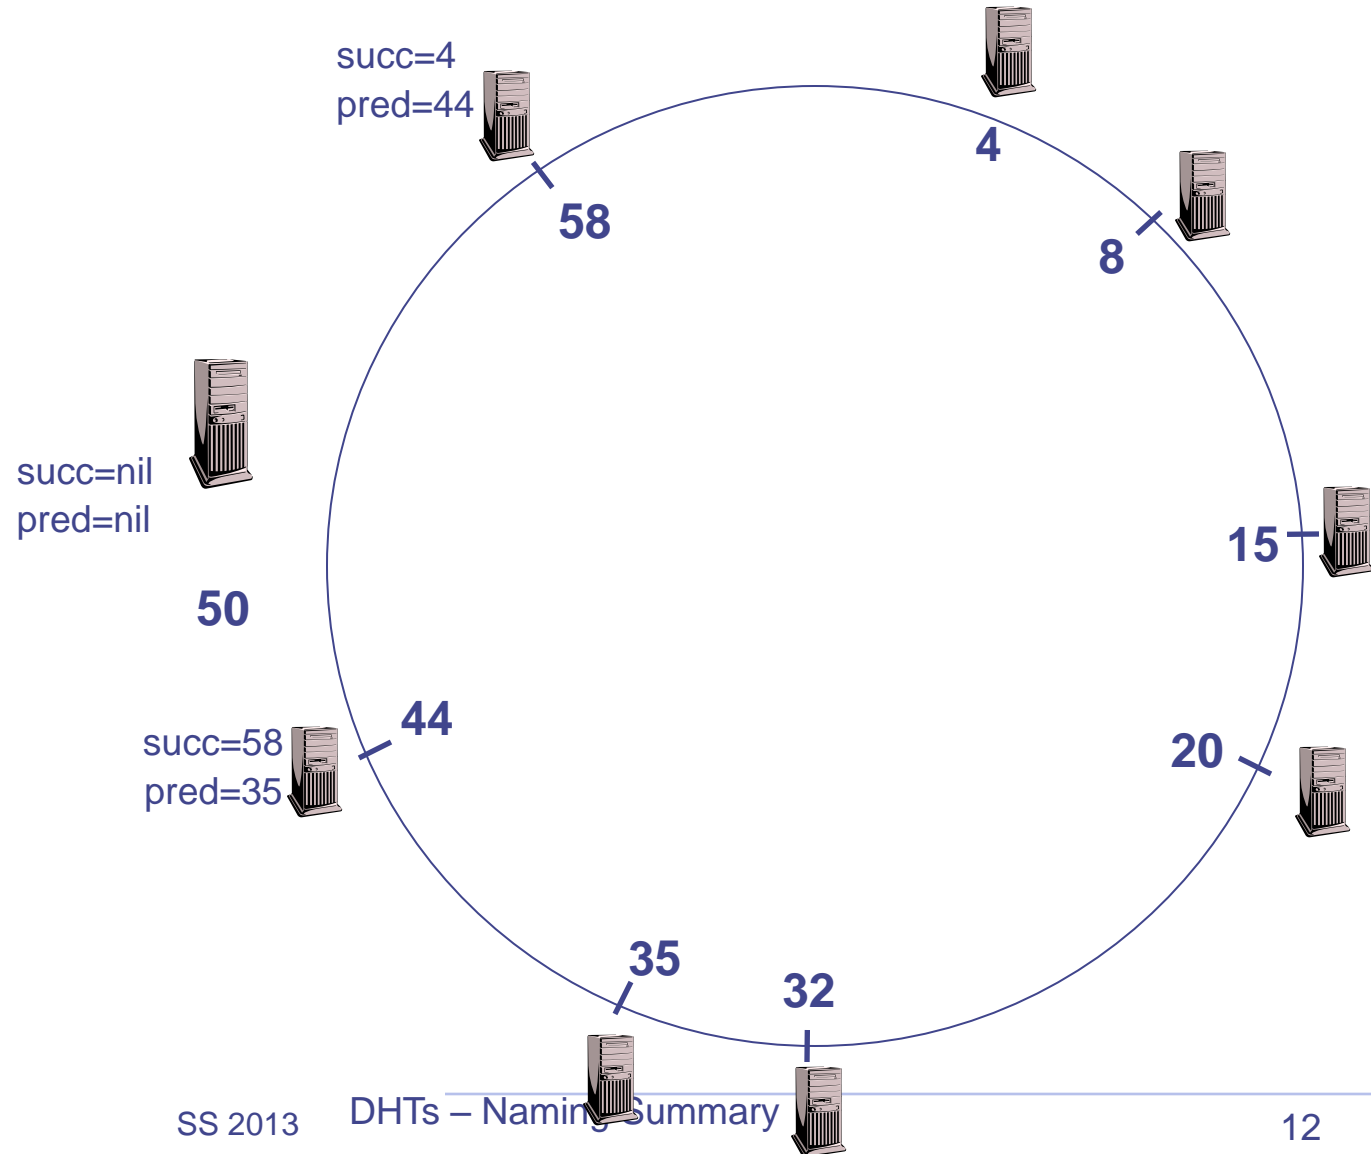 succ=4
pred=44
4
58
8
succ=nil
pred=nil
15
50
44
succ=58
pred=35
20
35
32
SS 2013
DHTs – Naming Summary
12